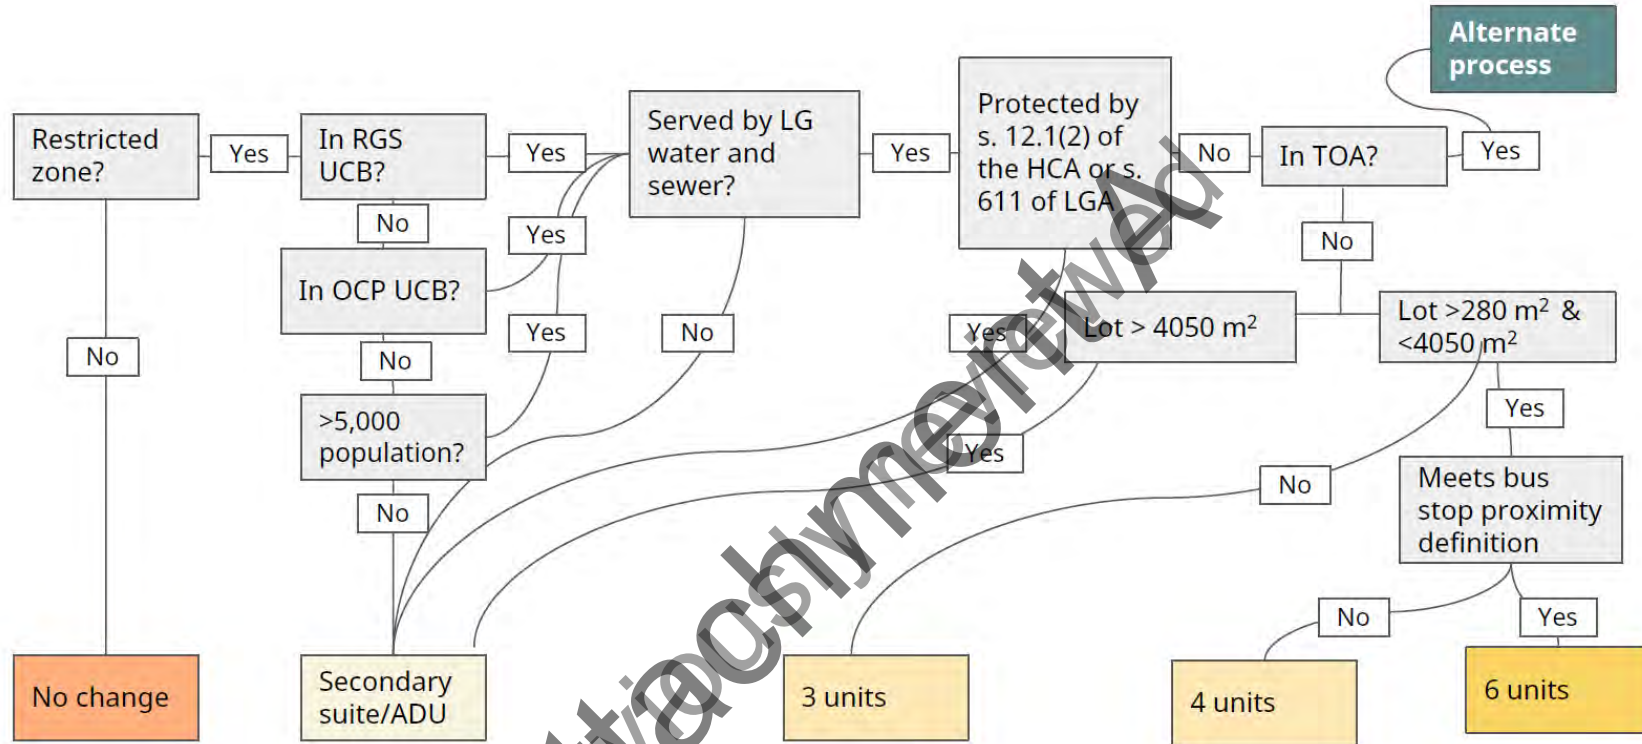 Alternate
process
Restricted
zone?
Yes
In RGS
UCB?
Yes
Served by LG
water and
sewer?
Yes
Protected by
s. 12.1(2) of
the HCA or s.
611 of LGA
No
In TOA?
Yes
No
In OCP UCB?
Yes
No
Lot > 4050 m²
Lot >280 m² &
<4050 m²
No
No
Yes
No
Yes
>5,000
population?
Yes
Yes
Meets bus
stop proximity
definition
No
No
No
Yes
No change
Secondary
suite/ADU
3 units
4 units
6 units